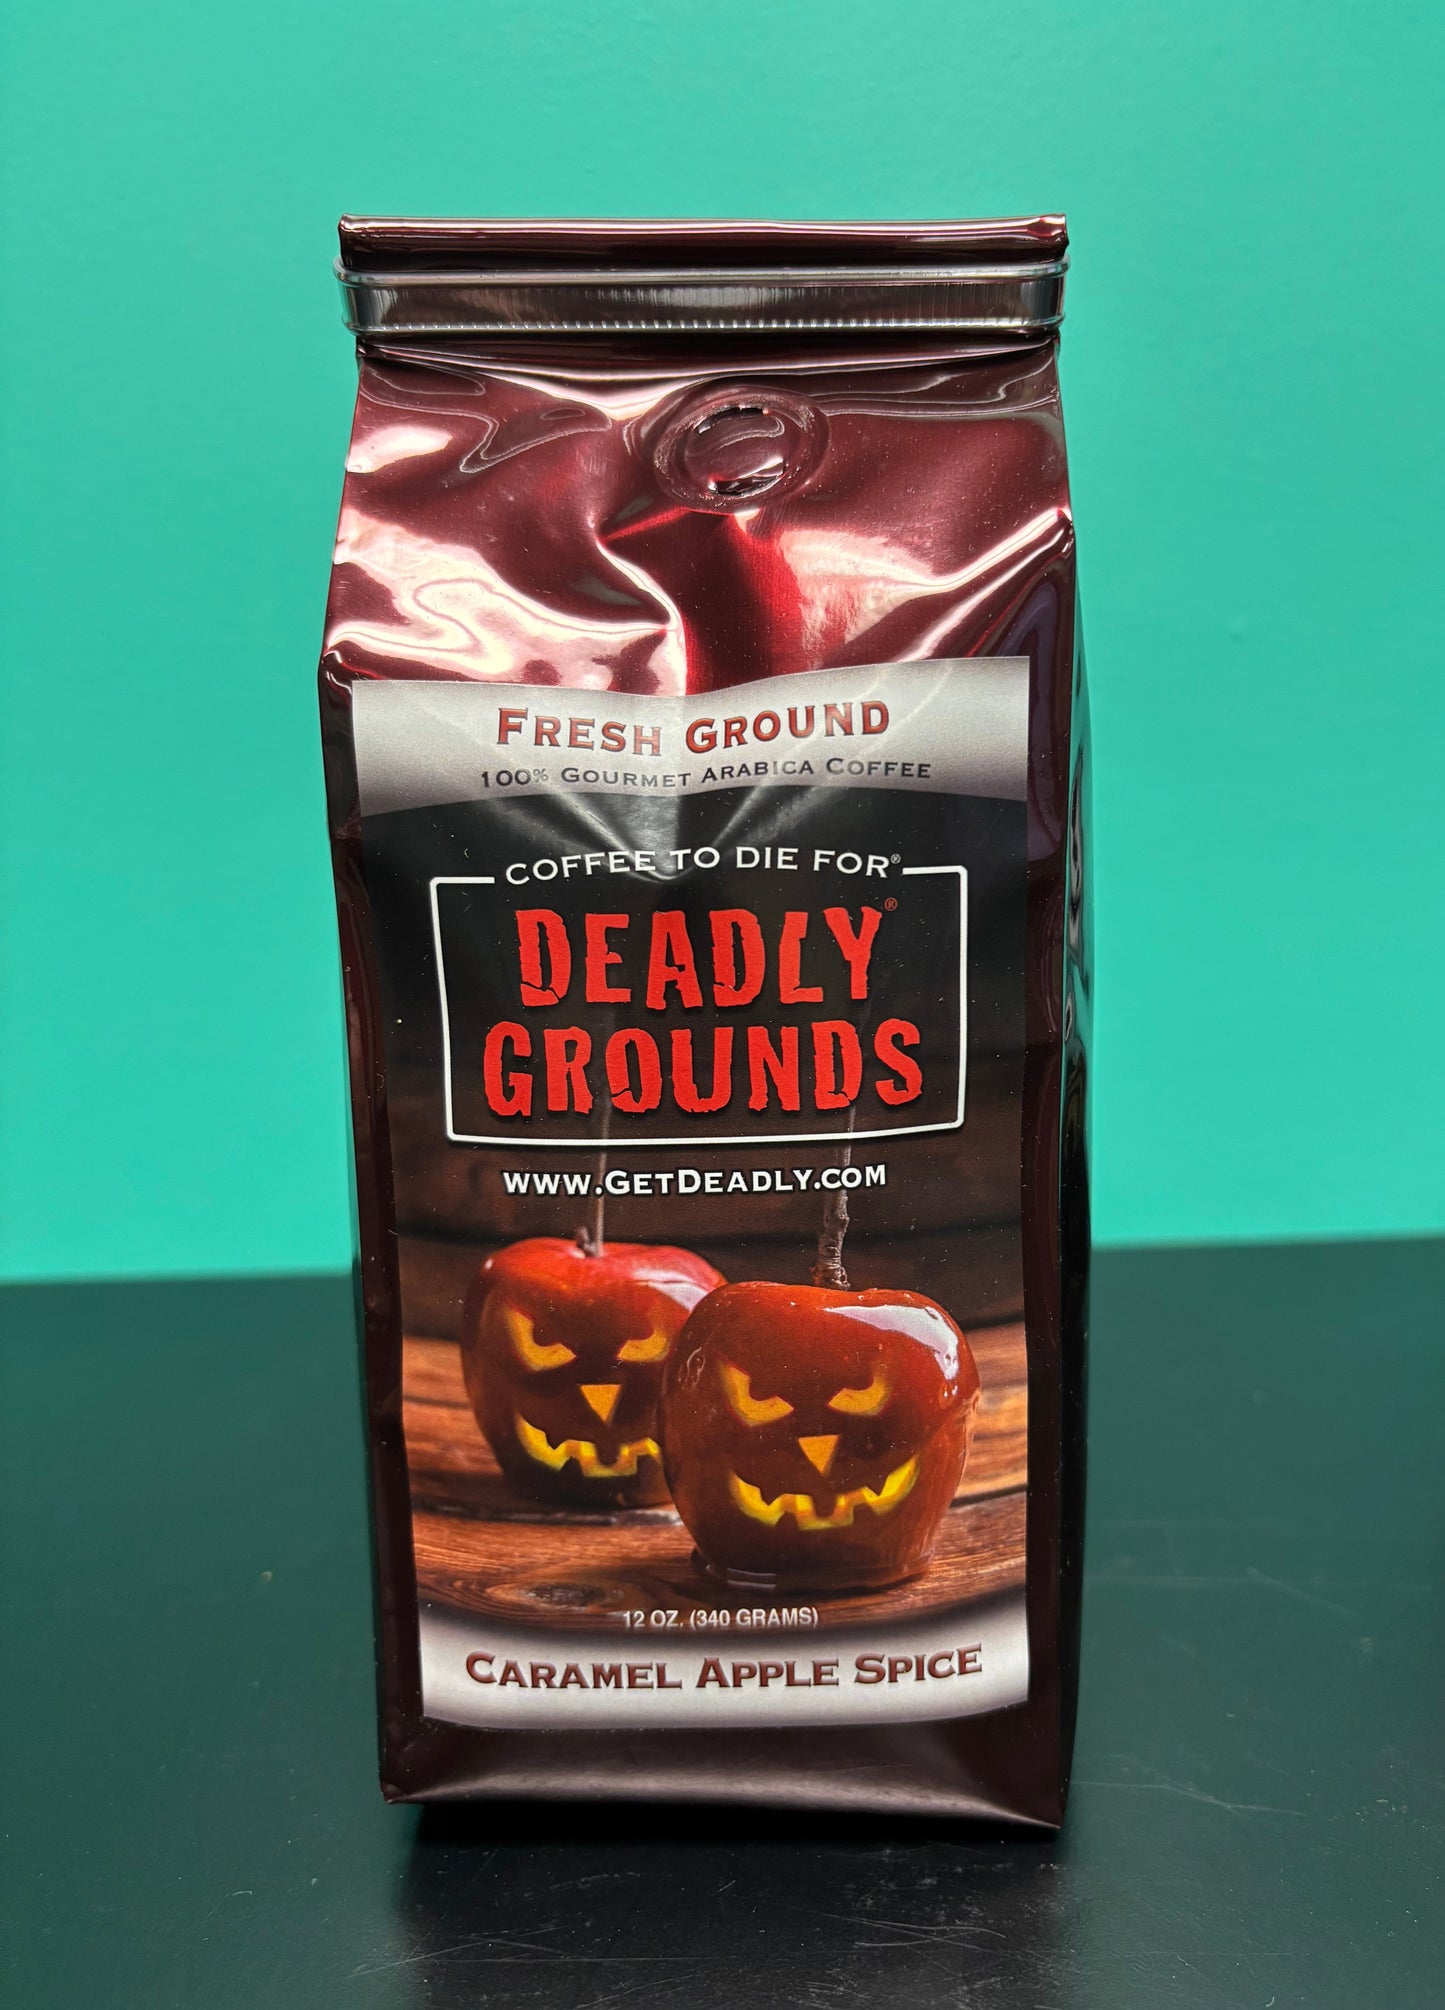 Fresh Ground
100% Gourmet Arabica Coffee
COFFEE TO DIE FOR®
DEADLY®
GROUNDS
www.GetDeadly.com
12 OZ. (340 GRAMS)
Caramel Apple Spice